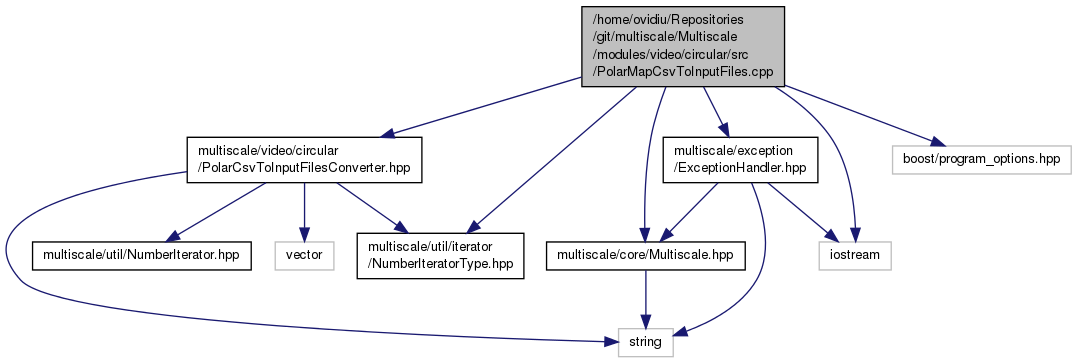 /home/ovidiu/Repositories
/git/multiscale/Multiscale
/modules/video/circular/src
/PolarMapCsvToInputFiles.cpp
multiscale/video/circular
/PolarCsvToInputFilesConverter.hpp
multiscale/exception
/ExceptionHandler.hpp
boost/program_options.hpp
multiscale/util/NumberIterator.hpp
vector
multiscale/util/iterator
/NumberIteratorType.hpp
multiscale/core/Multiscale.hpp
iostream
string